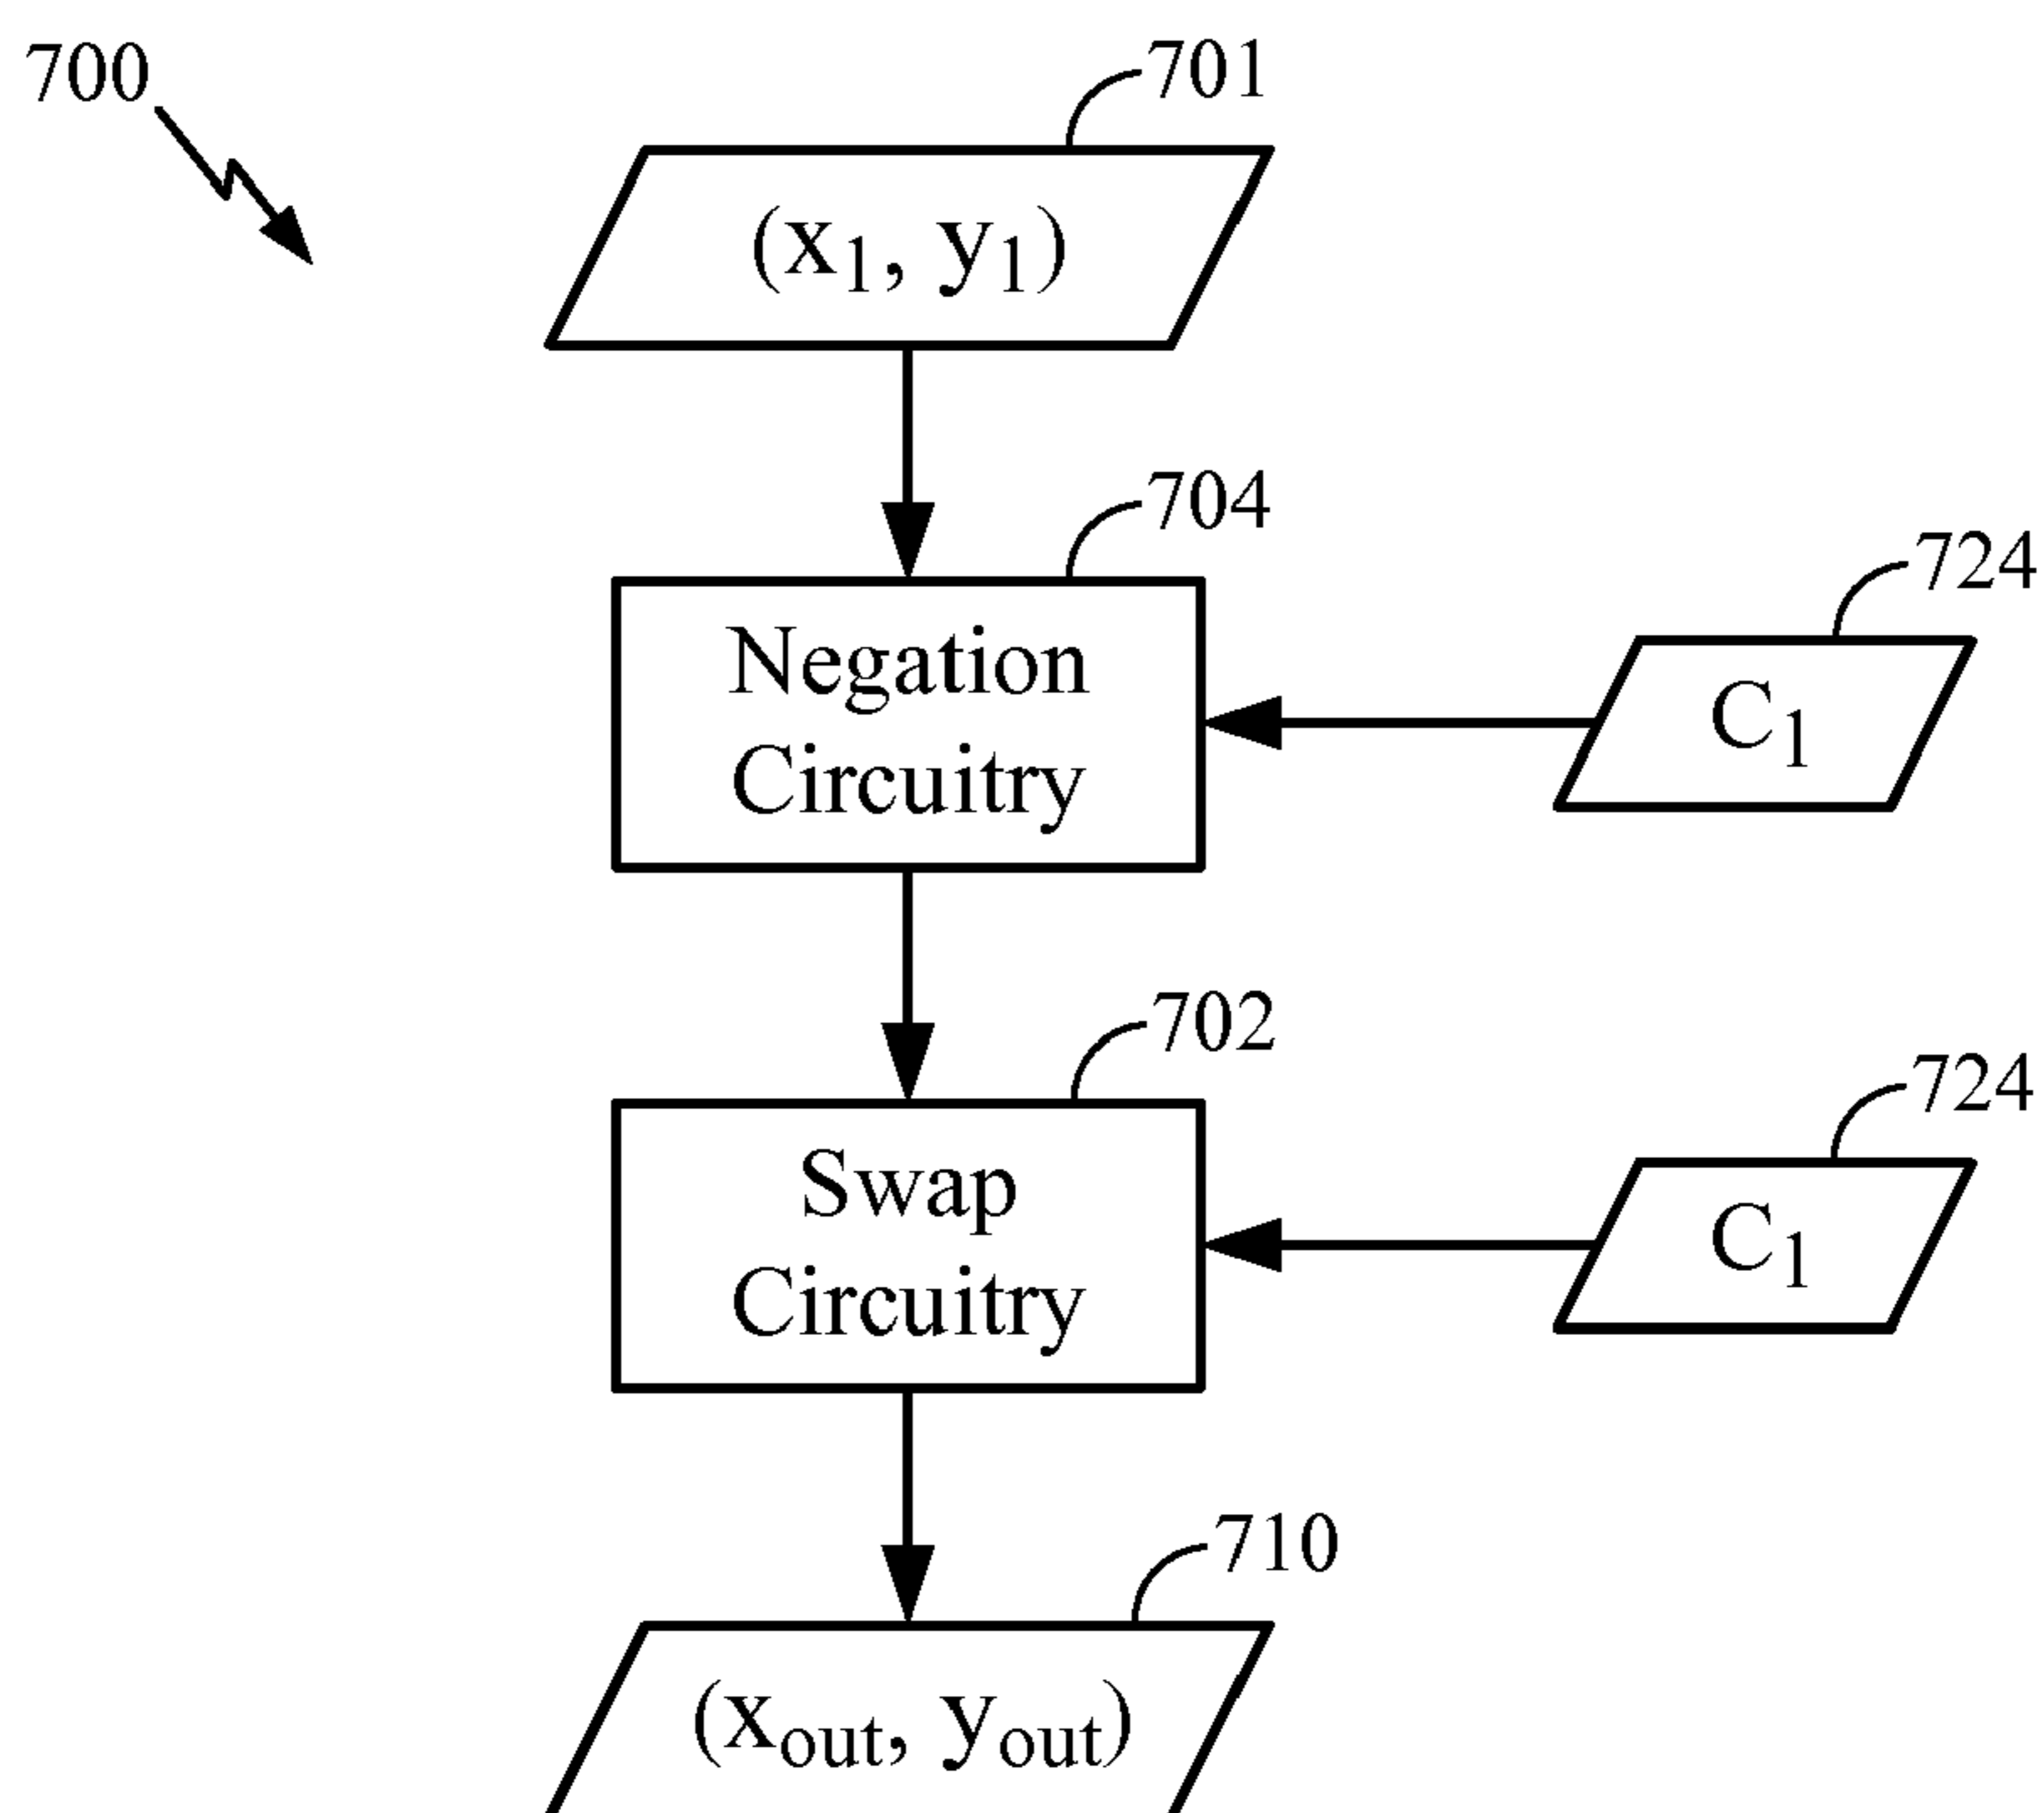 700
701
(x₁, y₁)
704
724
Negation
Circuitry
C₁
702
724
Swap
Circuitry
C₁
710
(xout, yout)